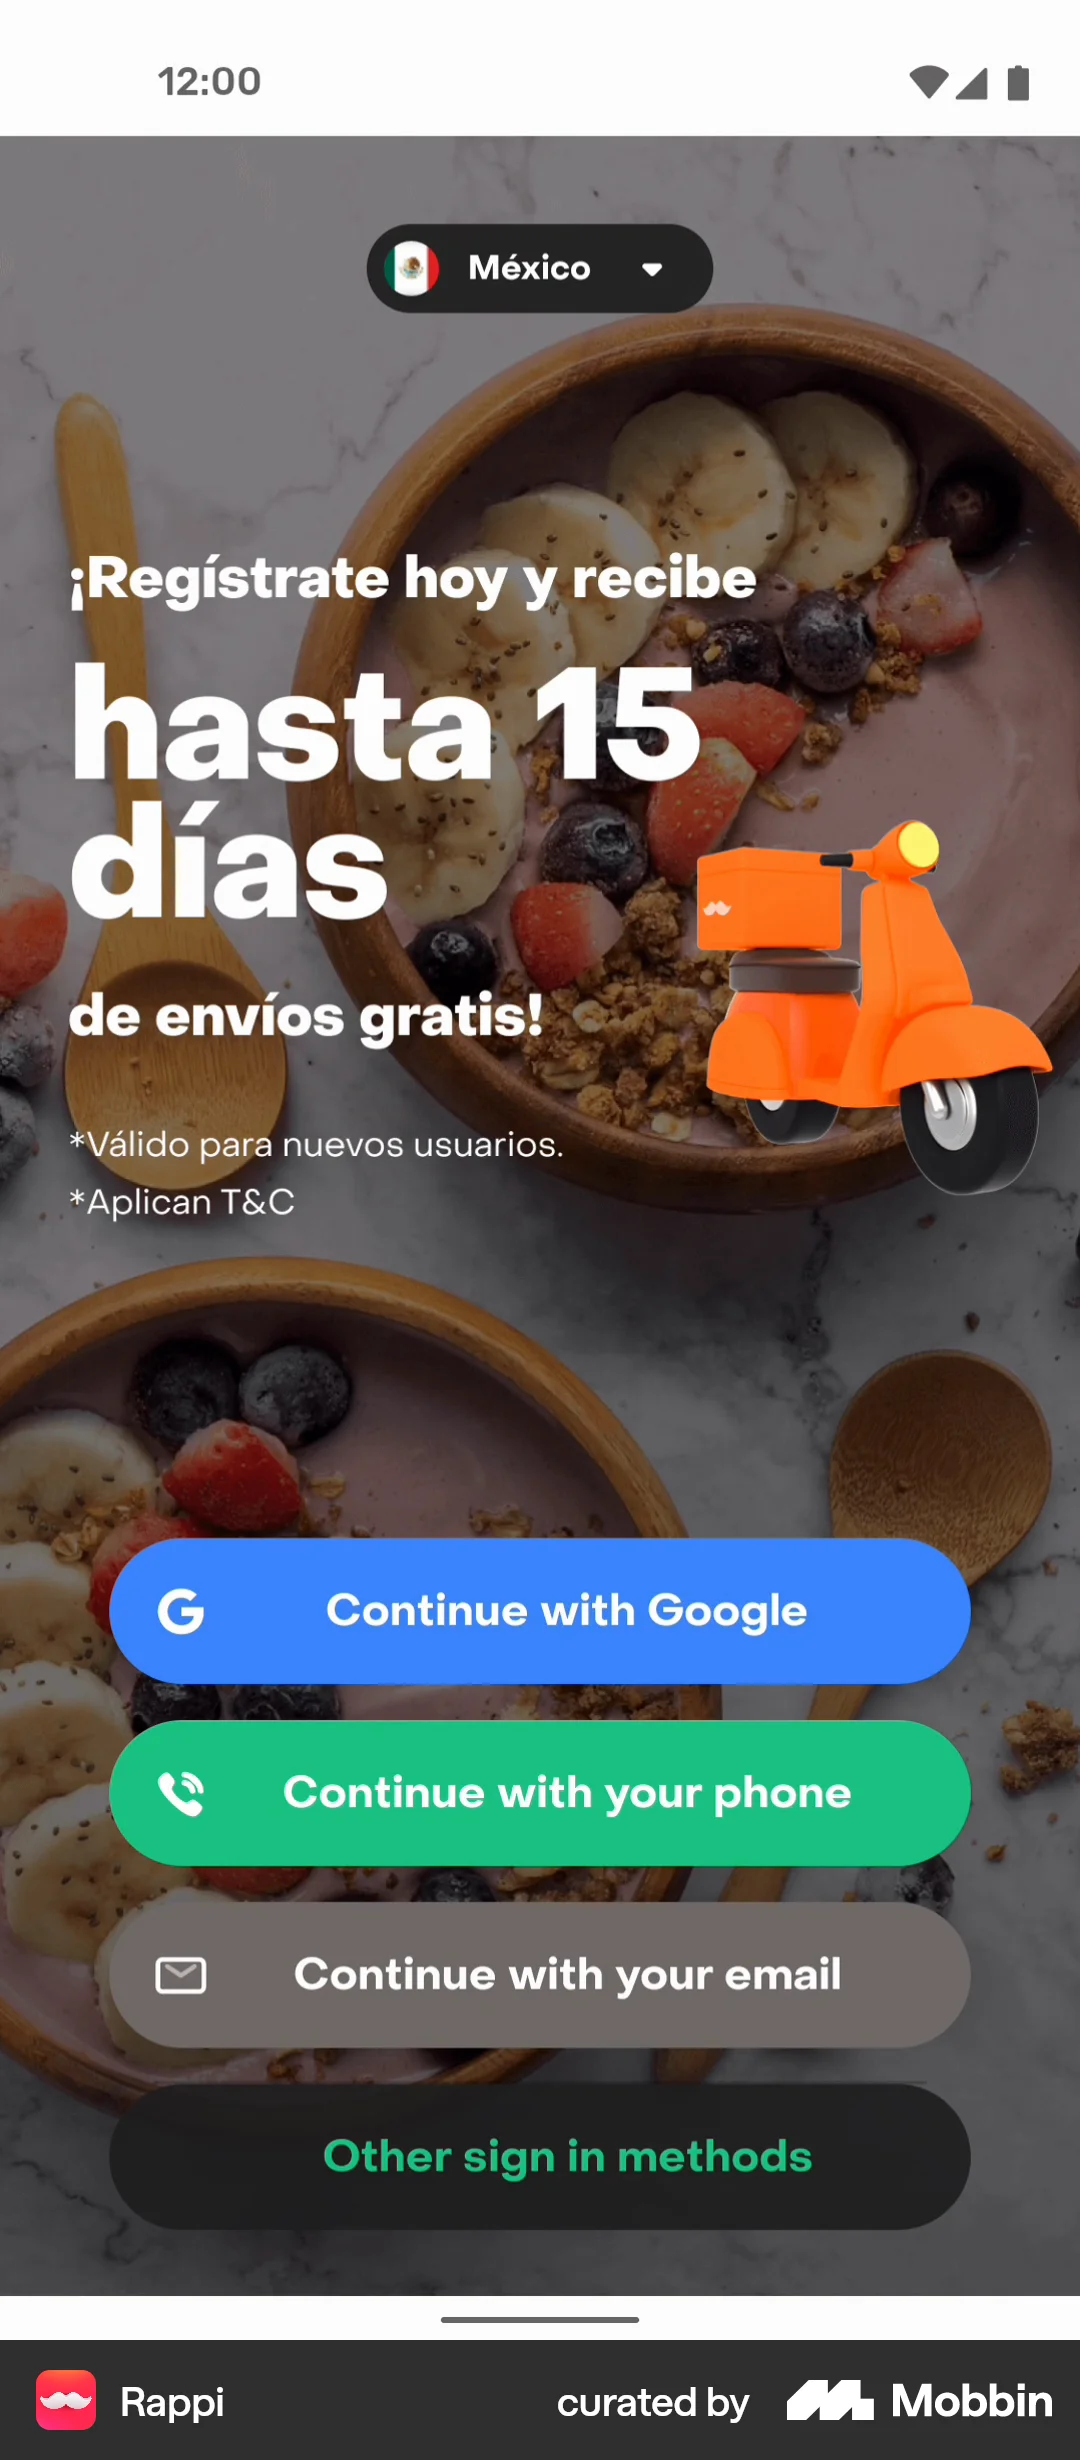 12:00
México
¡Regístrate hoy y recibe
hasta 15
días
de envíos gratis!
*Válido para nuevos usuarios.
*Aplican T&C
Continue with Google
Continue with your phone
Continue with your email
Other sign in methods
Rappi
curated by Mobbin